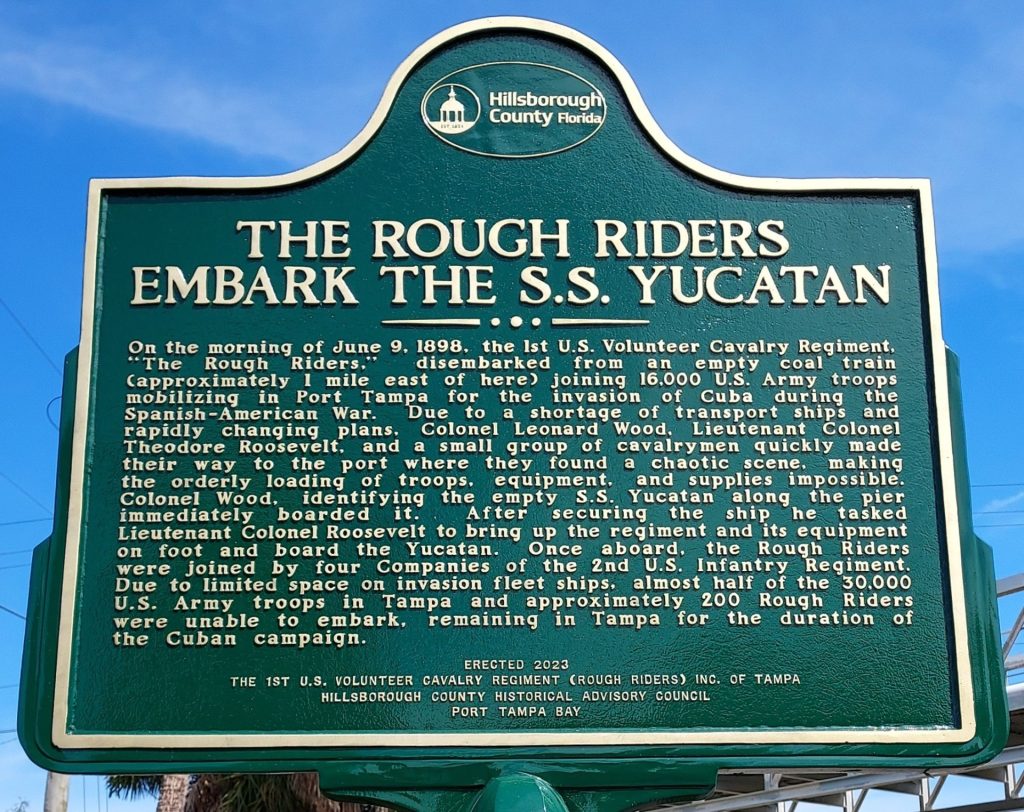 Hillsborough
County Florida
THE ROUGH RIDERS
EMBARK THE S.S. YUCATAN
On the morning of June 9, 1898, the 1st U.S. Volunteer Cavalry Regiment,
"The Rough Riders," disembarked from an empty coal train
(approximately 1 mile east of here) joining 16,000 U.S. Army troops
mobilizing in Port Tampa for the invasion of Cuba during the
Spanish-American War. Due to a shortage of transport ships and
rapidly changing plans, Colonel Leonard Wood, Lieutenant Colonel
Theodore Roosevelt, and a small group of cavalrymen quickly made
their way to the port where they found a chaotic scene, making
the orderly loading of troops, equipment, and supplies impossible.
Colonel Wood, identifying the empty S.S. Yucatan along the pier
immediately boarded it. After securing the ship he tasked
Lieutenant Colonel Roosevelt to bring up the regiment and its equipment
on foot and board the Yucatan. Once aboard, the Rough Riders
were joined by four Companies of the 2nd U.S. Infantry Regiment.
Due to limited space on invasion fleet ships, almost half of the 30,000
U.S. Army troops in Tampa and approximately 200 Rough Riders
were unable to embark, remaining in Tampa for the duration of
the Cuban campaign.
ERECTED 2023
THE 1ST U.S. VOLUNTEER CAVALRY REGIMENT (ROUGH RIDERS) INC. OF TAMPA
HILLSBOROUGH COUNTY HISTORICAL ADVISORY COUNCIL
PORT TAMPA BAY